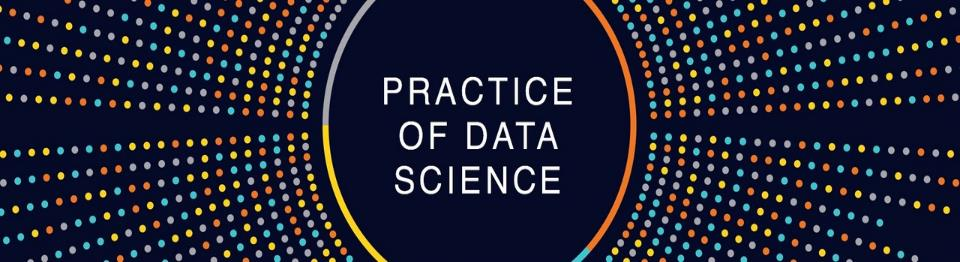 PRACTICE
OF DATA
SCIENCE